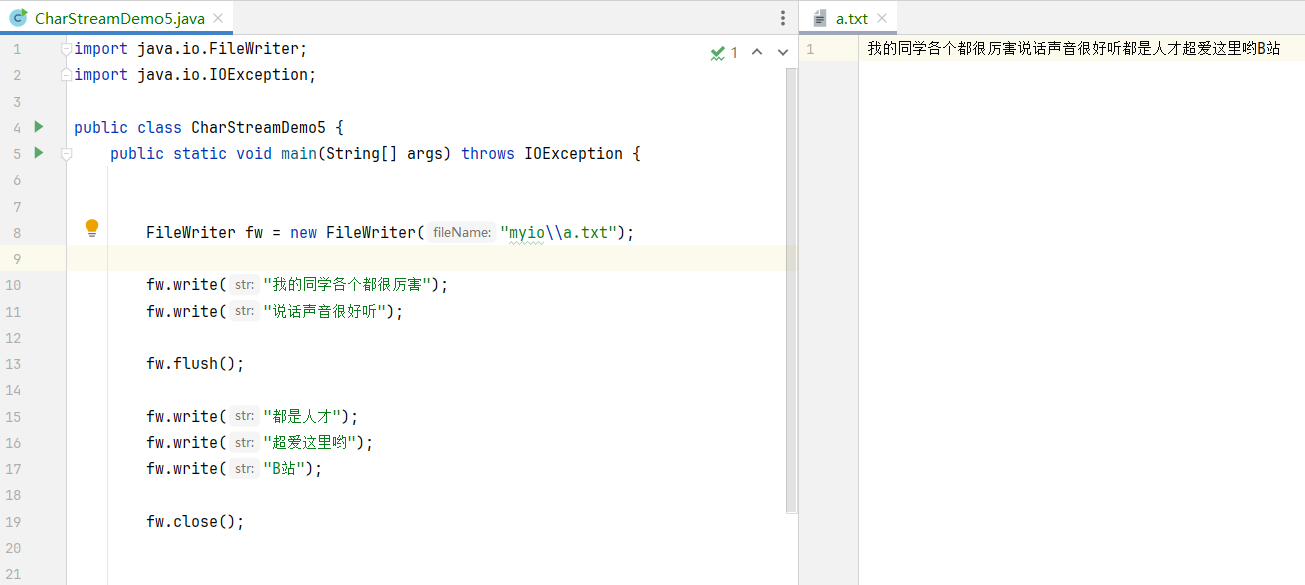 CharStreamDemo5.java
a.txt
1 import java.io.FileWriter;
2 import java.io.IOException;
3
4 public class CharStreamDemo5 {
5 public static void main(String[] args) throws IOException {
6
7
8 FileWriter fw = new FileWriter( fileName: "myio\\a.txt");
9
10 fw.write( str: "我的同学各个都很厉害");
11 fw.write( str: "说话声音很好听");
12
13 fw.flush();
14
15 fw.write( str: "都是人才");
16 fw.write( str: "超爱这里哟");
17 fw.write( str: "B站");
18
19 fw.close();
20
21
1
1 我的同学各个都很厉害说话声音很好听都是人才超爱这里哟B站